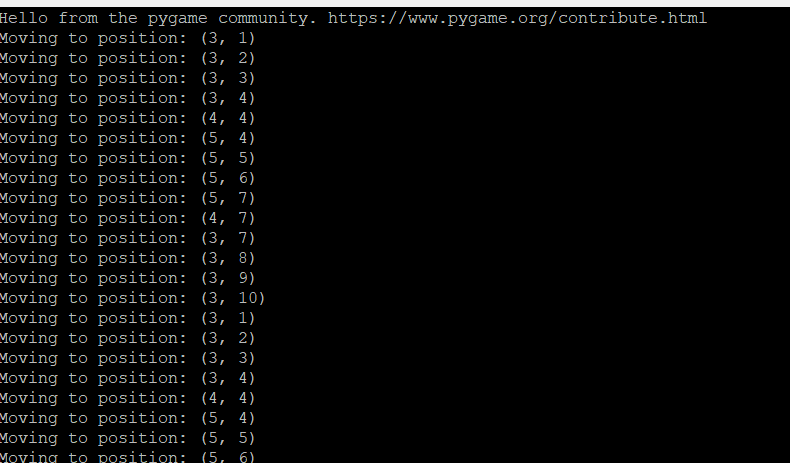 Hello from the pygame community. https://www.pygame.org/contribute.html
Moving to position: (3, 1)
Moving to position: (3, 2)
Moving to position: (3, 3)
Moving to position: (3, 4)
Moving to position: (4, 4)
Moving to position: (5, 4)
Moving to position: (5, 5)
Moving to position: (5, 6)
Moving to position: (5, 7)
Moving to position: (4, 7)
Moving to position: (3, 7)
Moving to position: (3, 8)
Moving to position: (3, 9)
Moving to position: (3, 10)
Moving to position: (3, 1)
Moving to position: (3, 2)
Moving to position: (3, 3)
Moving to position: (3, 4)
Moving to position: (4, 4)
Moving to position: (5, 4)
Moving to position: (5, 5)
Moving to position: (5, 6)